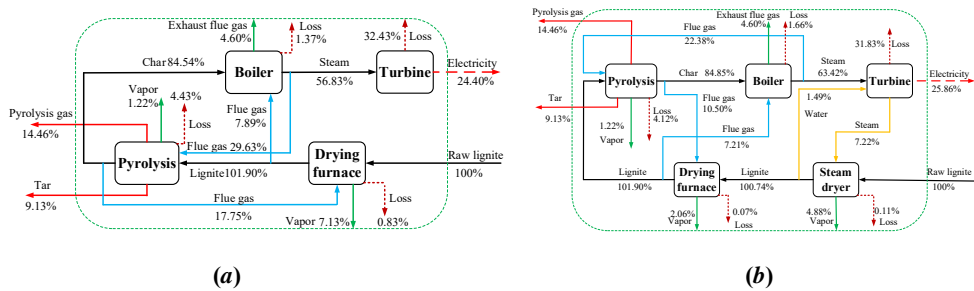 Exhaust flue gas
4.60%
Loss
1.37%
32.43%
Loss
Char 84.54%
Boiler
Steam
56.83%
Turbine
Electricity
24.40%
Vapor
1.22%
4.43%
Loss
Flue gas
7.89%
Pyrolysis gas
14.46%
Flue gas 29.63%
Pyrolysis
Lignite101.90%
Drying
furnace
Raw lignite
100%
Tar
9.13%
Flue gas
17.75%
Loss
Vapor 7.13%
0.83%
(a)
Pyrolysis gas
14.46%
Exhaust flue gas
4.60%
Loss
1.66%
Flue gas
22.38%
31.83%
Loss
Steam
63.42%
Pyrolysis
Char
84.85%
Boiler
Turbine
Electricity
25.86%
Tar
9.13%
Loss
4.12%
Flue gas
10.50%
1.49%
Water
1.22%
Vapor
Flue gas
7.21%
Steam
7.22%
Lignite
101.90%
Drying
furnace
Lignite
100.74%
Steam
dryer
Raw lignite
100%
2.06%
Vapor
0.07%
Loss
4.88%
Vapor
0.11%
Loss
(b)